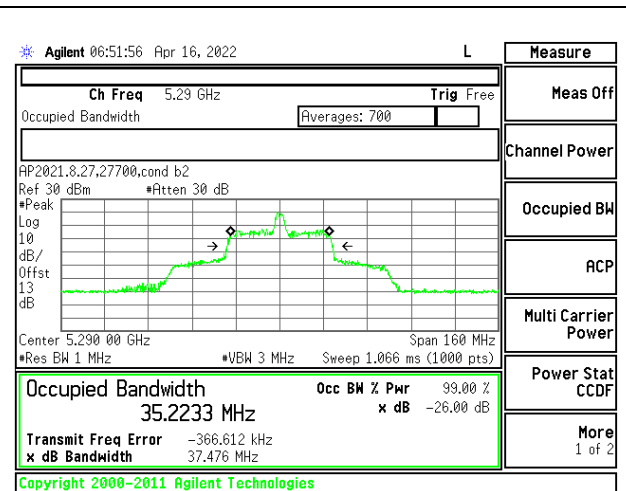 Agilent 06:51:56 Apr 16, 2022 L Measure
Ch Freq 5.29 GHz Trig Free
Meas Off
Occupied Bandwidth Averages: 700
Channel Power
AP2021.8.27,27700,cond b2
Ref 30 dBm #Atten 30 dB
#Peak
Log
10
dB/
Offst
13
dB
Occupied BW
ACP
Center 5.290 00 GHz Span 160 MHz
#Res BW 1 MHz #VBW 3 MHz Sweep 1.066 ms (1000 pts)
Multi Carrier
Power
Occupied Bandwidth Occ BW % Pwr 99.00 %
35.2233 MHz x dB -26.00 dB
Power Stat
CCDF
Transmit Freq Error -366.612 kHz
x dB Bandwidth 37.476 MHz
More
1 of 2
Copyright 2000-2011 Agilent Technologies